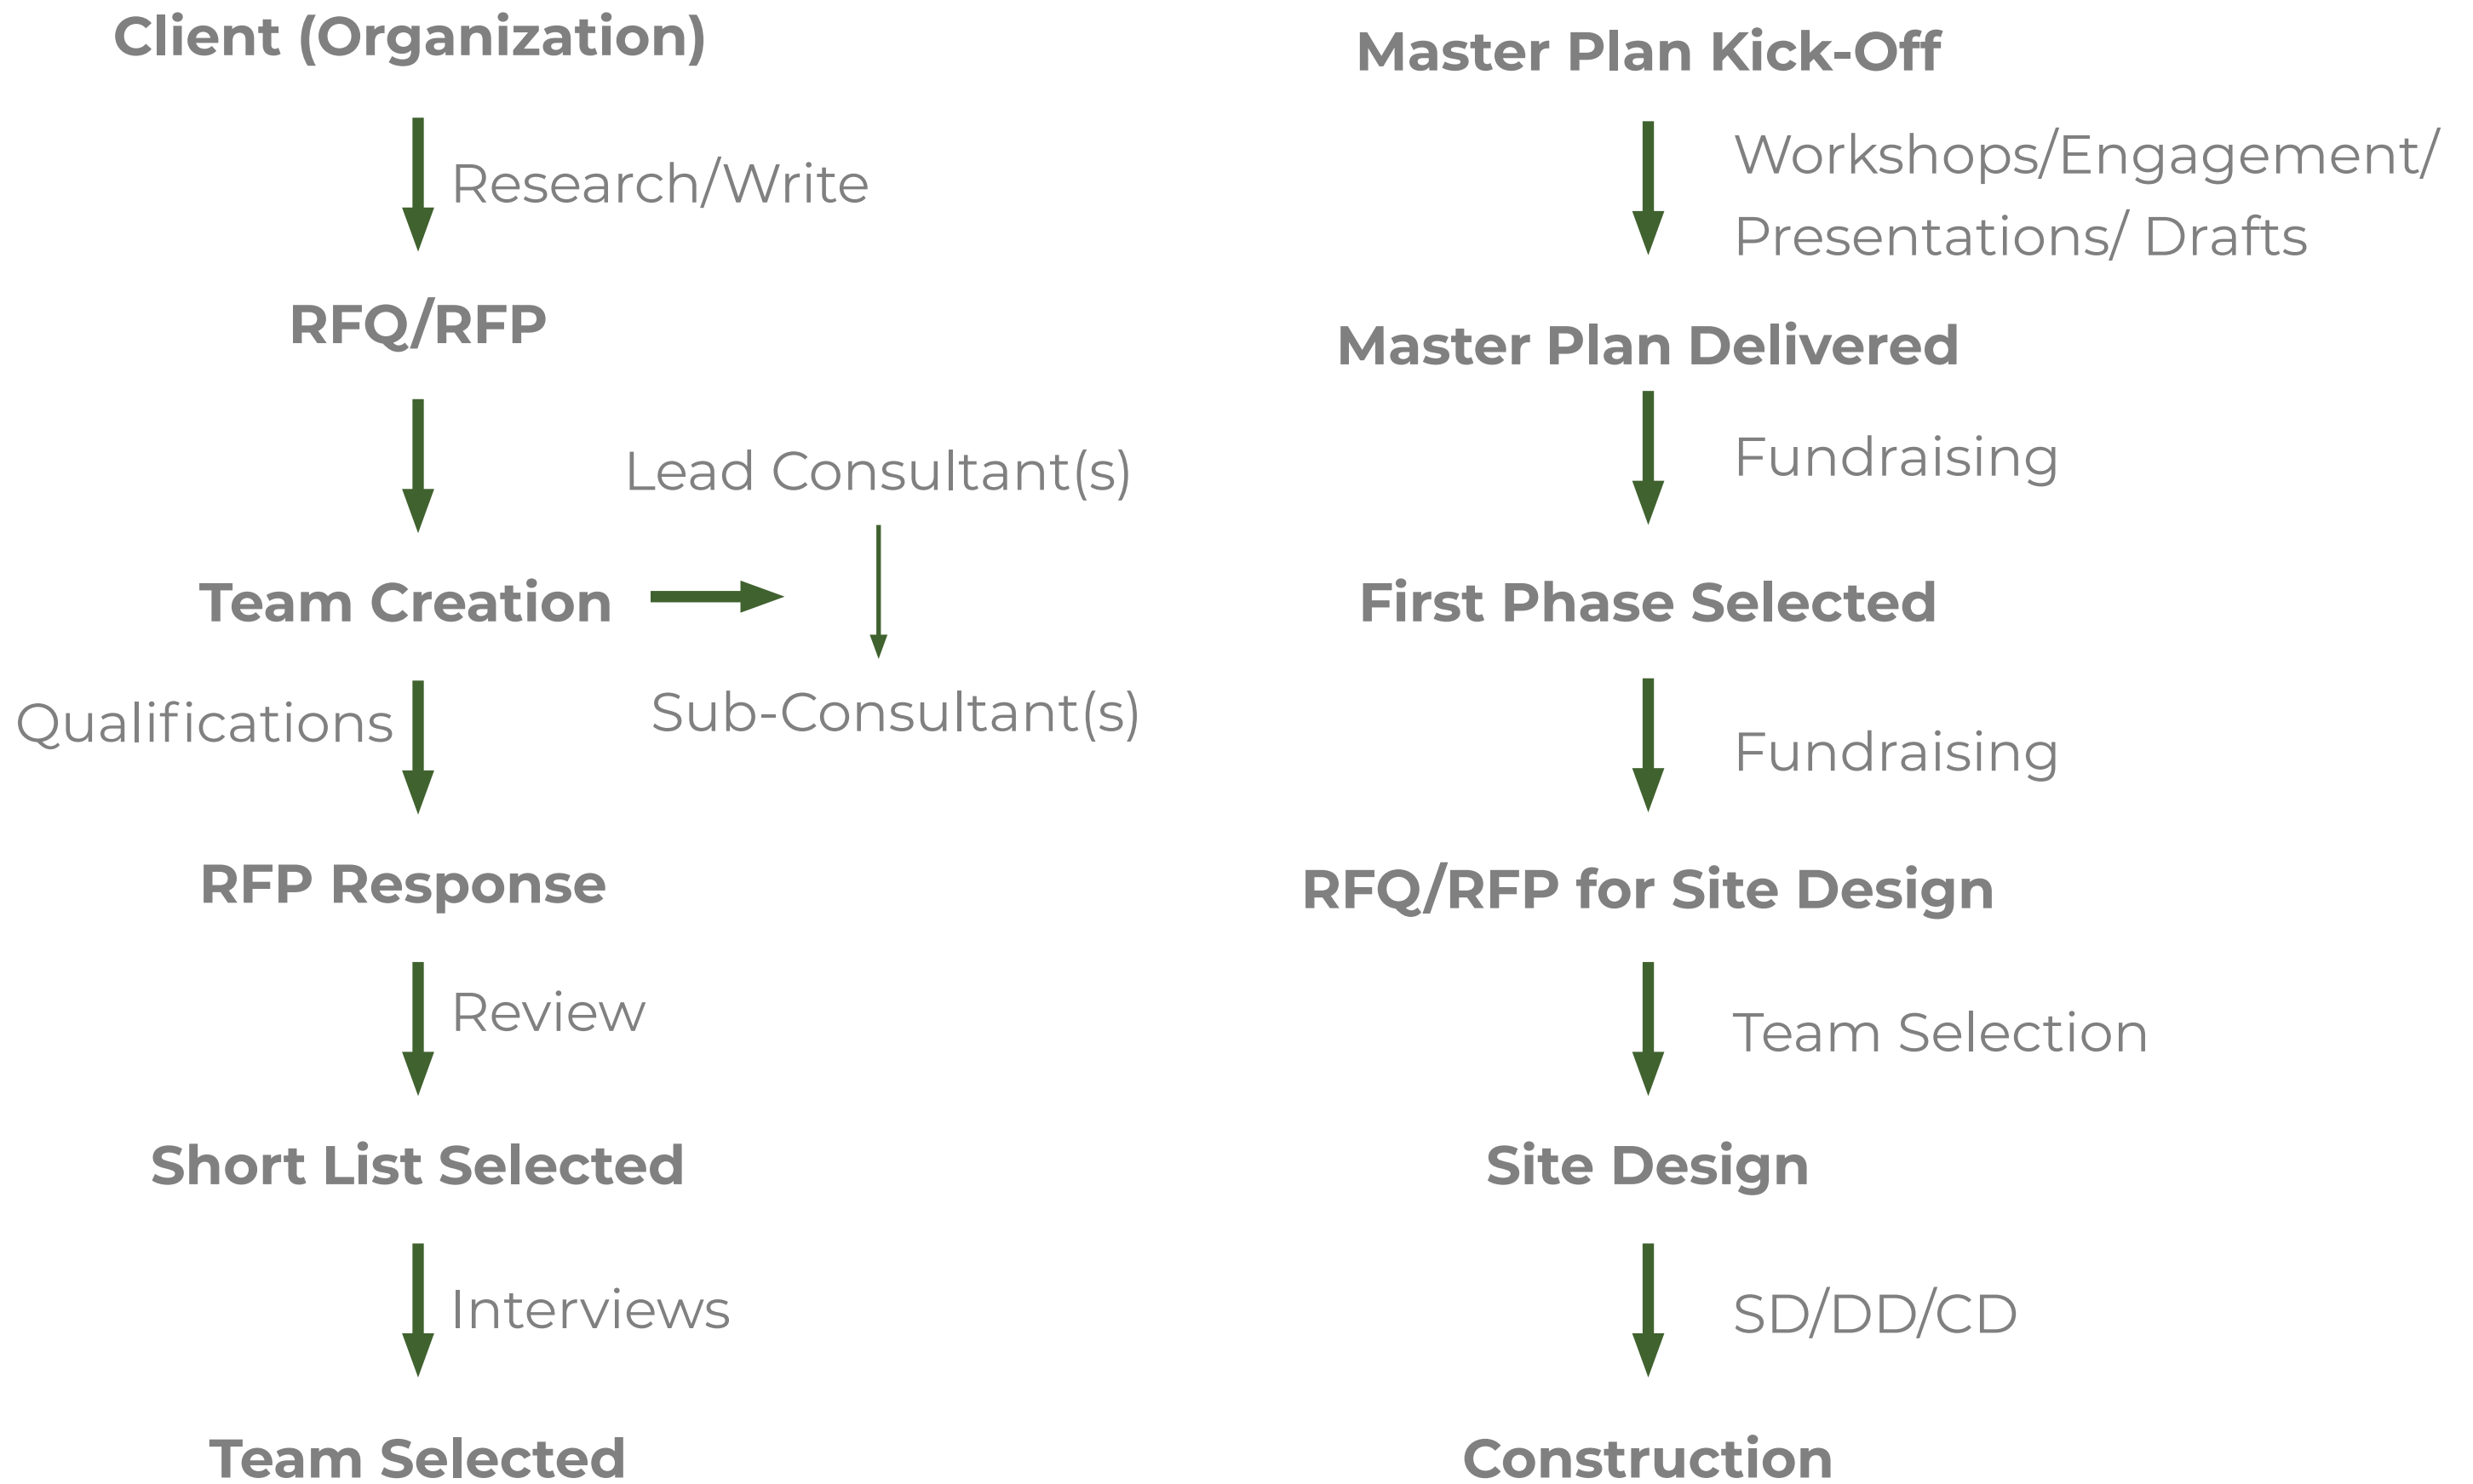 Client (Organization)
Research/Write
RFQ/RFP
Lead Consultant(s)
Team Creation
Qualifications
Sub-Consultant(s)
RFP Response
Review
Short List Selected
Interviews
Team Selected
Master Plan Kick-Off
Workshops/Engagement/
Presentations/ Drafts
Master Plan Delivered
Fundraising
First Phase Selected
Fundraising
RFQ/RFP for Site Design
Team Selection
Site Design
SD/DD/CD
Construction